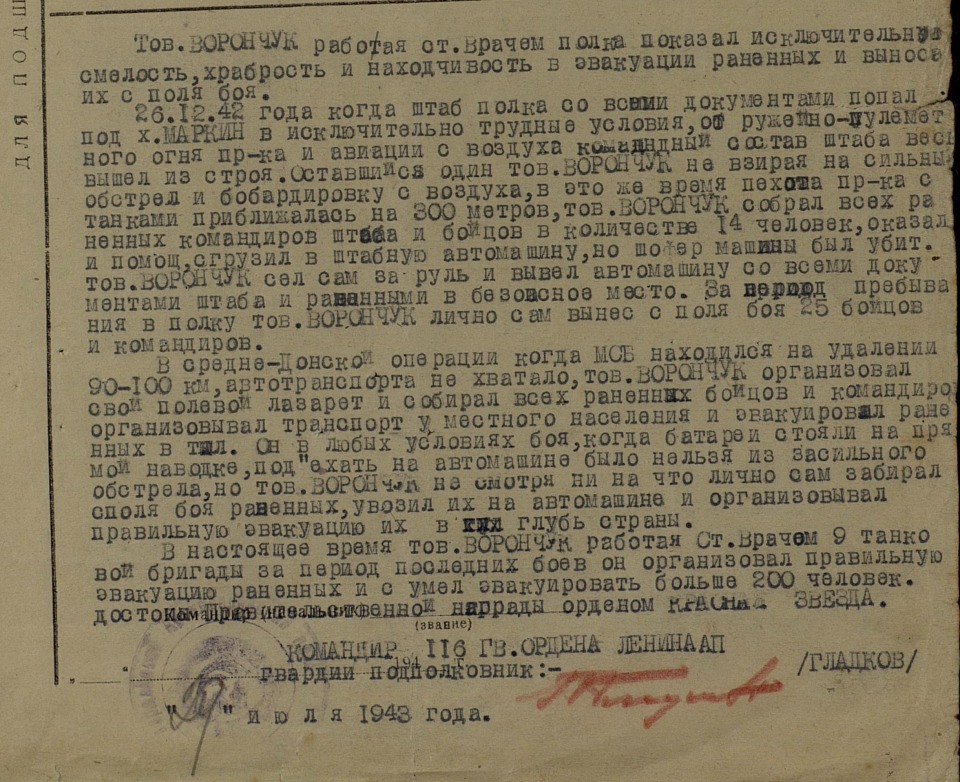 ДЛЯ ПОДШ
Тов.ВОРОНЧУК работая ст.Врачем полка показал исключительную
смелость,храбрость и находчивость в эвакуации раненных и выноса
их с поля боя.
26.12.42 года когда штаб полка со всеми документами попал
под х.МАРКИН в исключительно трудные условия,от ружейно-пулемет
ного огня пр-ка и авиации с воздуха командный состав штаба весь
вышел из строя.Оставшийся один тов.ВОРОНЧУК не взирая на сильны
обстрел и бобардировку с воздуха,в это же время пехота пр-ка с
танками приближалась на 300 метров,тов.ВОРОНЧУК собрал всех ра
ненных командиров штаба и бойцов в количестве 14 человек,оказал
и помощ,сгрузил в штабную автомашину,но шофер машины был убит.
тов.ВОРОНЧУК сел сам за руль и вывел автомашину со всеми доку -
ментами штаба и раненными в безопасное место. За период пребыва
ния в полку тов.ВОРОНЧУК лично сам вынес с поля боя 25 бойцов
и командиров.
В средне-Донской операции когда МСБ находился на удалении
90-100 км,автотранспорта не хватало,тов.ВОРОНЧУК организовал
свой полевой лазарет и собирал всех раненных бойцов и командиро
организовывал транспорт у местного населения и эвакуировал ране
нных в тыл. Он в любых условиях боя,когда батареи стояли на пря
мой наводке,под"ехать на автомашине было нельзя из засильного
обстрела,но тов.ВОРОНЧУК не смотря ни на что лично сам забирал
споля боя раненных,увозил их на автомашине и организовывал
правильную эвакуацию их в глубь страны.
В настоящее время тов.ВОРОНЧУК работая Ст.Врачем 9 танко
вой бригады за период последних боев он организовал правильную
эвакуацию раненных и с умел эвакуировать больше 200 человек.
достоин правительственной награды орденом КРАСНАЯ ЗВЕЗДА.
Командир (начальник)
(звание)
КОМАНДИР 116 ГВ.ОРДЕНА ЛЕНИНА АП
194
Гвардии подполковник:- /ГЛАДКОВ/
"29" и ю л я 1943 года.